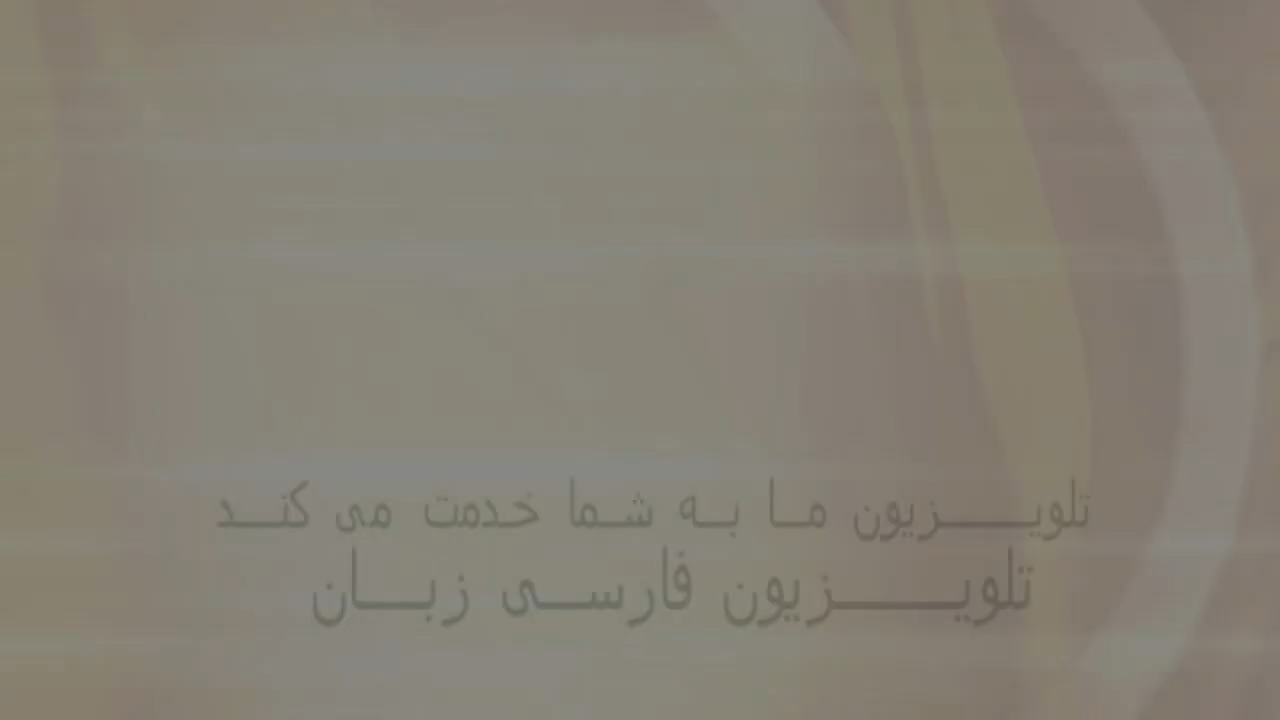 تلویزیون ما به شما خدمت می کند
تلویزیون فارسی زبان